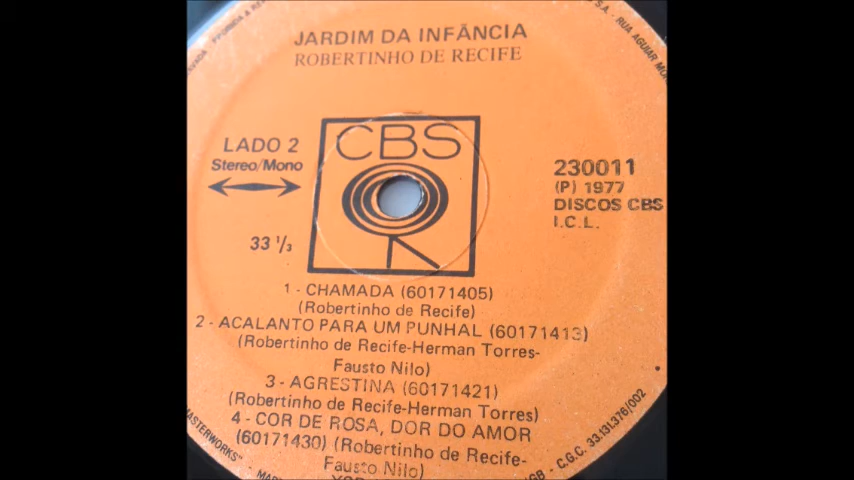 JARDIM DA INFÂNCIA
ROBERTINHO DE RECIFE
S.A. - RUA AGUIAR
CBS
LADO 2
Stereo/Mono
33 1/3
230011
(P) 1977
DISCOS CBS
I.C.L.
1 - CHAMADA (60171405)
(Robertinho de Recife)
2 - ACALANTO PARA UM PUNHAL (60171413)
(Robertinho de Recife-Herman Torres-
Fausto Nilo)
3 - AGRESTINA (60171421)
(Robertinho de Recife-Herman Torres)
4 - COR DE ROSA, DOR DO AMOR
(60171430) (Robertinho de Recife-
Fausto Nilo)
MASTERWORKS"
GB - C.G.C. 33.131.376/002